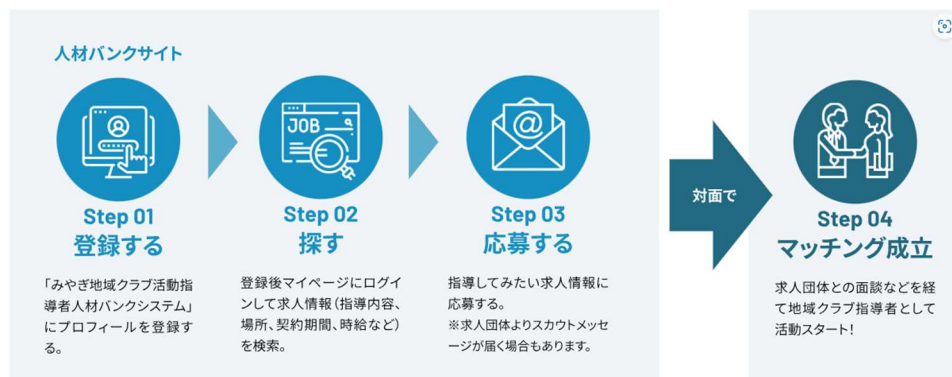 人材バンクサイト
JOB
@
Step 01
登録する
「みやぎ地域クラブ活動指
導者人材バンクシステム」
にプロフィールを登録す
る。
Step 02
探す
登録後マイページにログイ
ンして求人情報(指導内容、
場所、契約期間、時給など)
を検索。
Step 03
応募する
指導してみたい求人情報に
応募する。
※求人団体よりスカウトメッセ
ージが届く場合もあります。
対面で
Step 04
マッチング成立
求人団体との面談などを経
て地域クラブ指導者として
活動スタート!